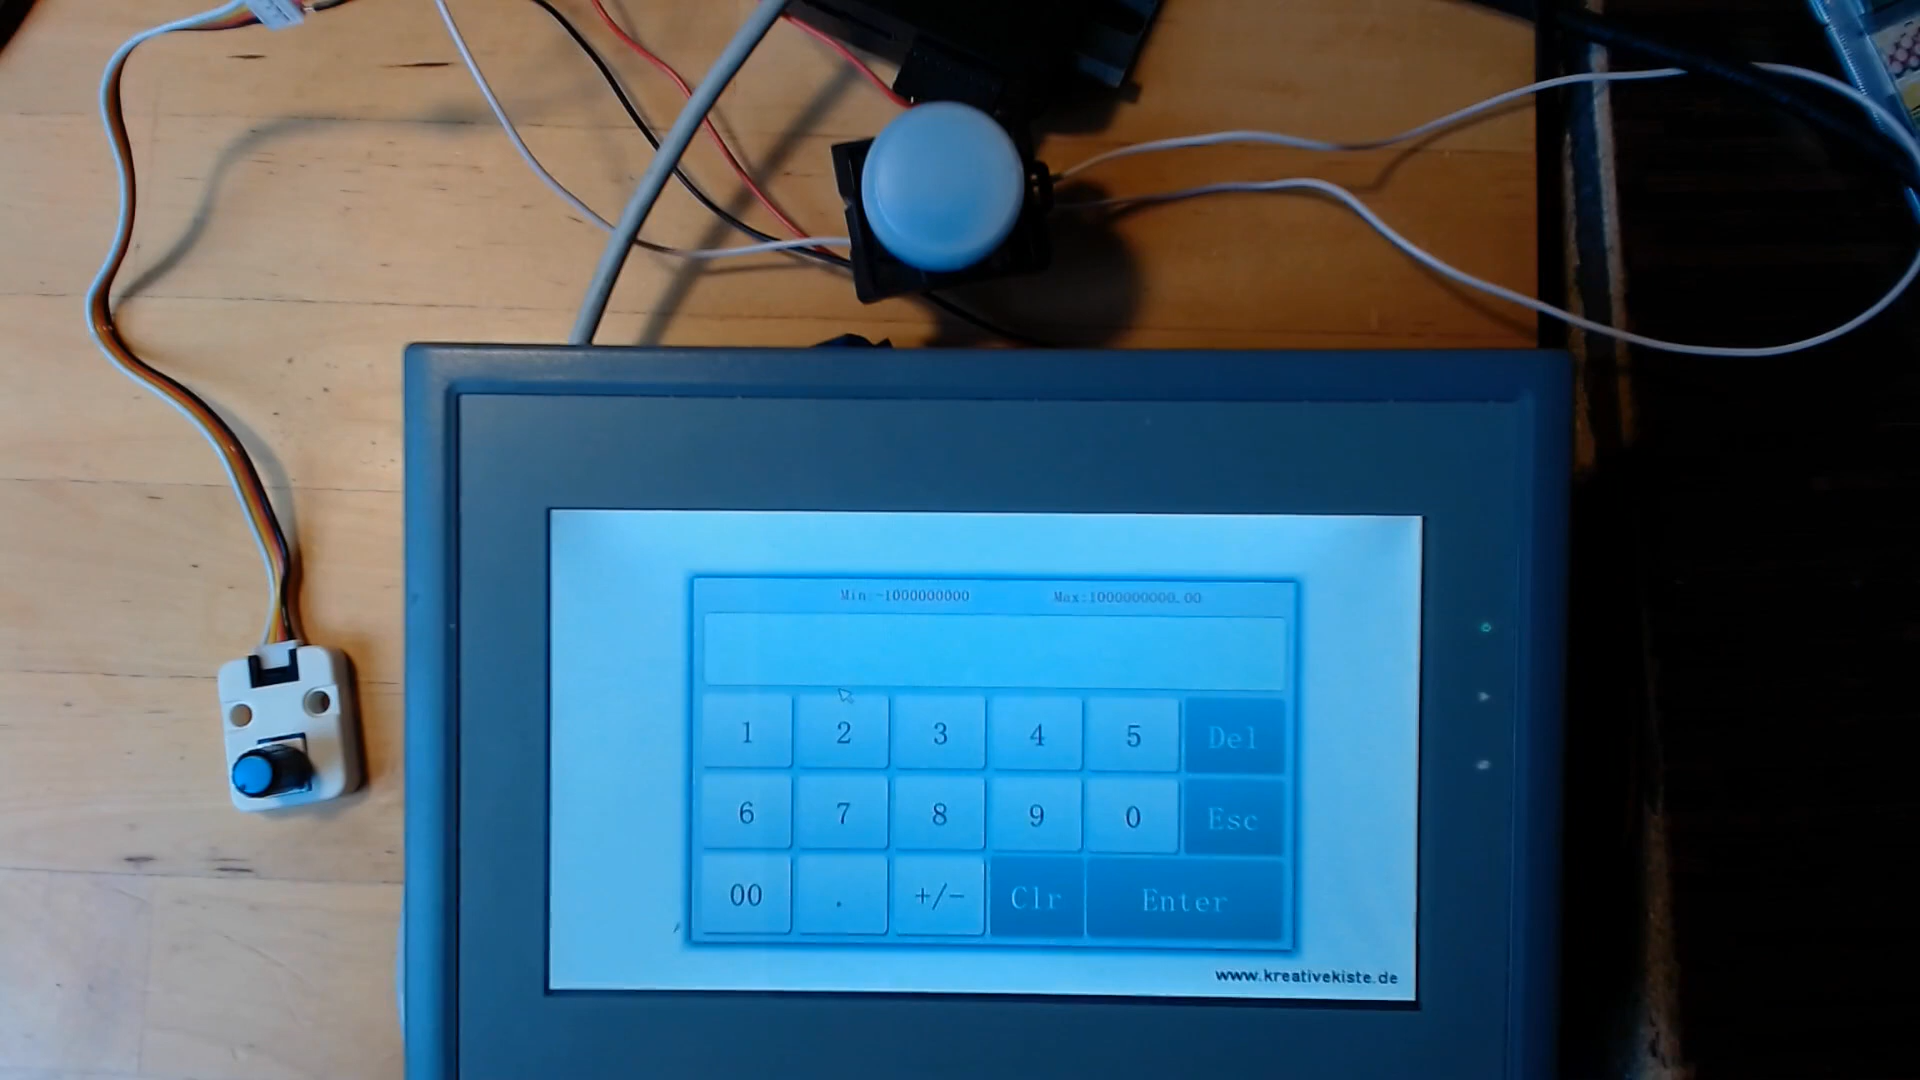 Min:-1000000000 Max:1000000000.00
1 2 3 4 5 Del
6 7 8 9 0 Esc
00 . +/- Clr Enter
www.kreativekiste.de